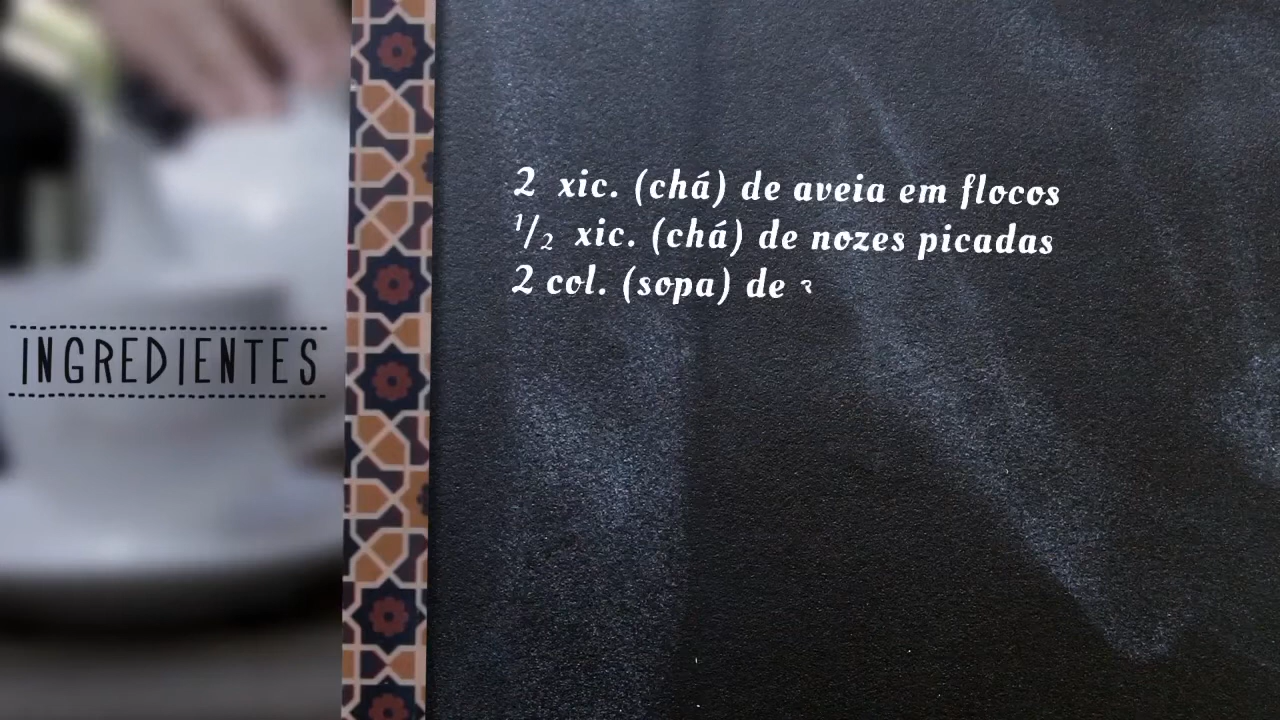 INGREDIENTES
2 xic. (chá) de aveia em flocos
1/2 xic. (chá) de nozes picadas
2 col. (sopa) de